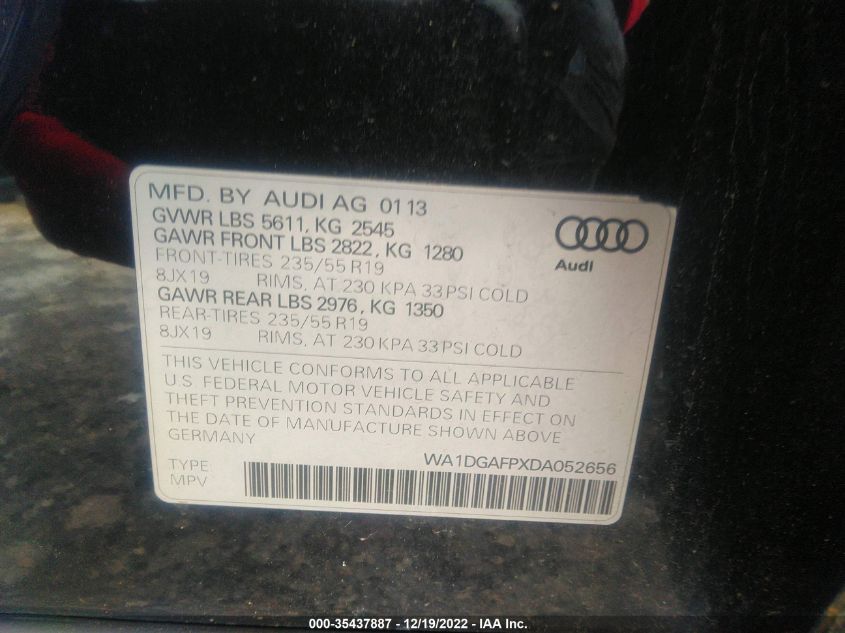 MFD. BY AUDI AG 01 13
GVWR LBS 5611, KG 2545
GAWR FRONT LBS 2822, KG 1280
FRONT-TIRES 235/55 R19
8JX19 RIMS, AT 230 KPA 33 PSI COLD
GAWR REAR LBS 2976, KG 1350
REAR-TIRES 235/55 R19
8JX19 RIMS, AT 230 KPA 33 PSI COLD
Audi
THIS VEHICLE CONFORMS TO ALL APPLICABLE
U.S. FEDERAL MOTOR VEHICLE SAFETY AND
THEFT PREVENTION STANDARDS IN EFFECT ON
THE DATE OF MANUFACTURE SHOWN ABOVE
GERMANY
WA1DGAFPXDA052656
TYPE
MPV
000-35437887 - 12/19/2022 - IAA Inc.